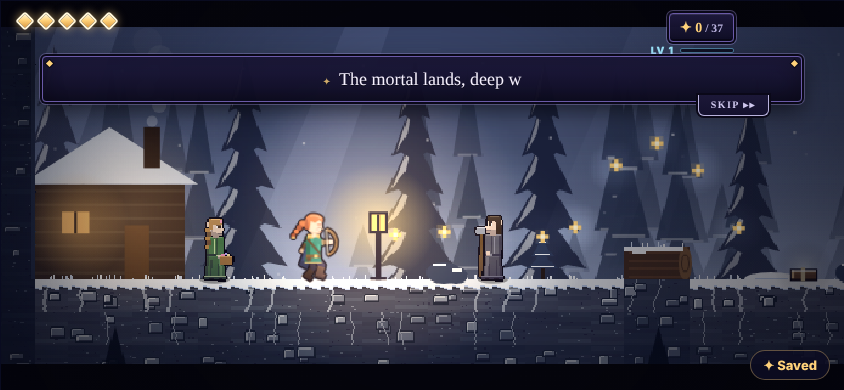 ✦ 0 / 37
LV 1
✦ The mortal lands, deep w
SKIP ▸▸
✦ Saved